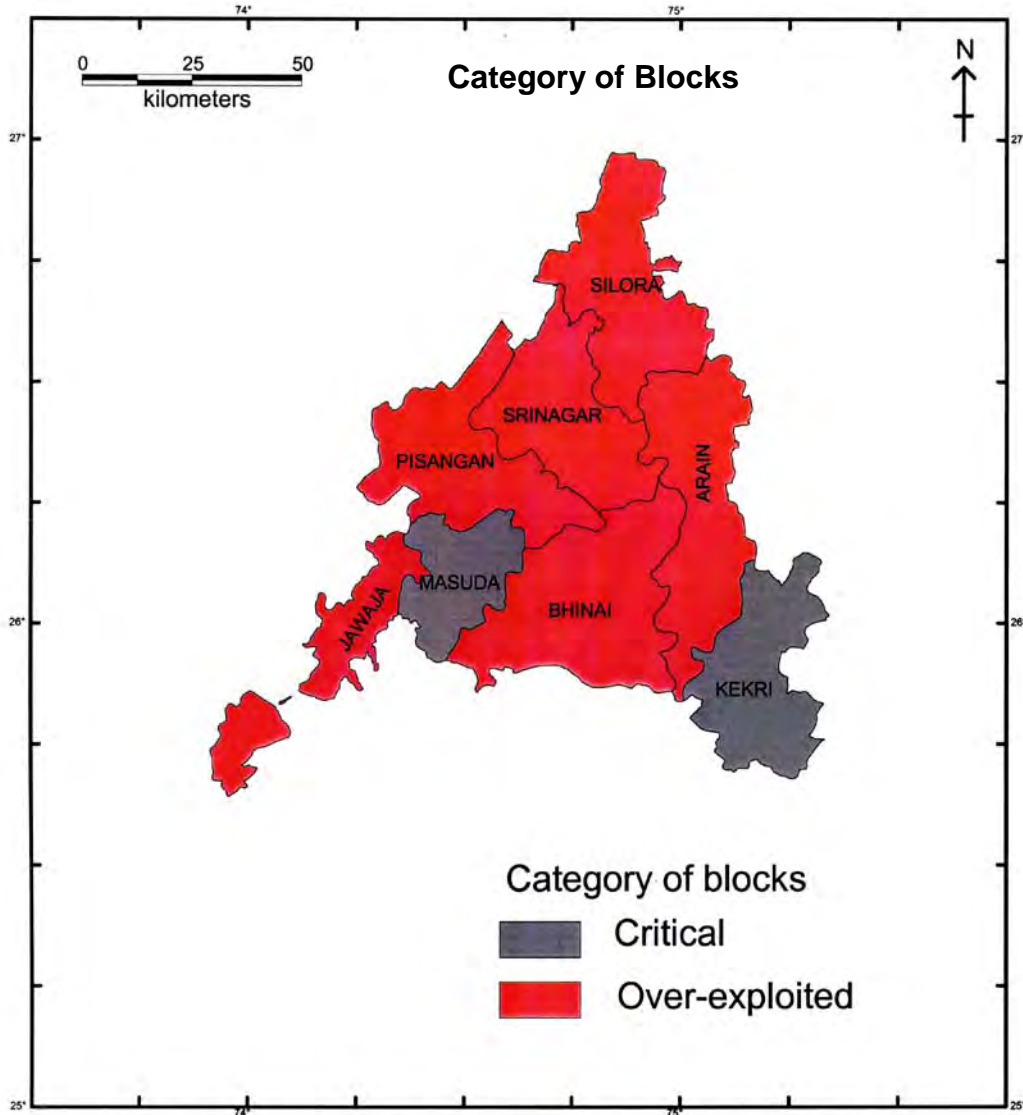 74° 75°
0 25 50
kilometers
Category of Blocks
N
27° 27°
SILORA
SRINAGAR
PISANGAN
ARAIN
MASUDA
JAWAJA
BHINAI
26° 26°
KEKRI
Category of blocks
Critical
Over-exploited
25° 25°
74° 75°